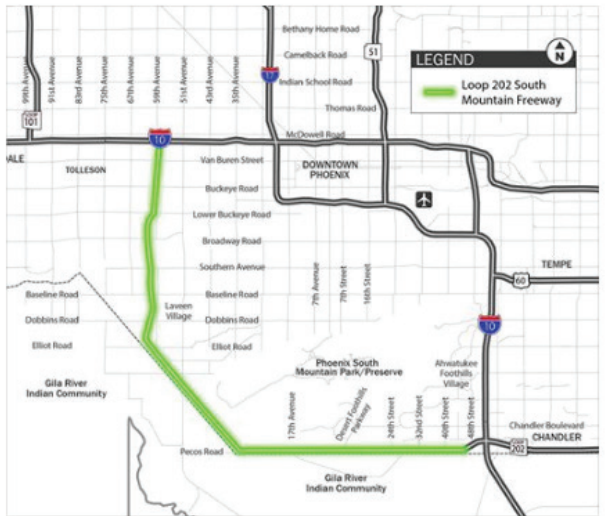 Bethany Home Road
Camelback Road
51
LEGEND
N
99th Avenue
91st Avenue
83rd Avenue
75th Avenue
67th Avenue
59th Avenue
51st Avenue
43rd Avenue
35th Avenue
17
Indian School Road
Loop 202 South
Mountain Freeway
Thomas Road
LOOP
101
10
McDowell Road
DALE
TOLLESON
Van Buren Street
DOWNTOWN
PHOENIX
Buckeye Road
Lower Buckeye Road
Broadway Road
Southern Avenue
7th Avenue
7th Street
16th Street
TEMPE
60
Baseline Road
Laveen
Village
Baseline Road
Dobbins Road
Dobbins Road
10
Elliot Road
Elliot Road
Phoenix South
Mountain Park/Preserve
Ahwatukee
Foothills
Village
Gila River
Indian Community
17th Avenue
Desert Foothills
Parkway
24th Street
32nd Street
40th Street
48th Street
Chandler Boulevard
CHANDLER
LOOP
202
Pecos Road
Gila River
Indian Community